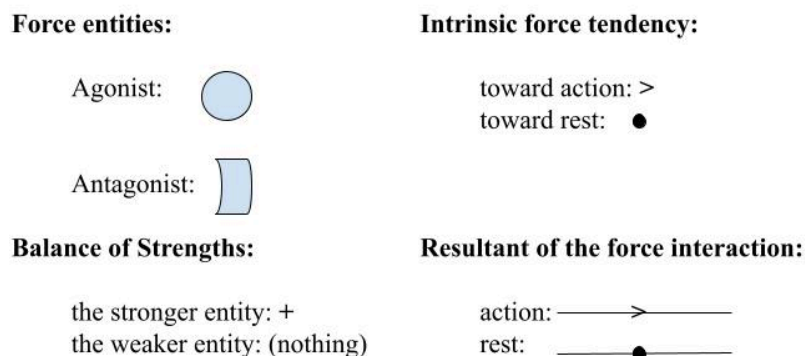 Force entities:
Agonist:
Antagonist:
Intrinsic force tendency:
toward action: >
toward rest: ●
Balance of Strengths:
the stronger entity: +
the weaker entity: (nothing)
Resultant of the force interaction:
action:
rest: